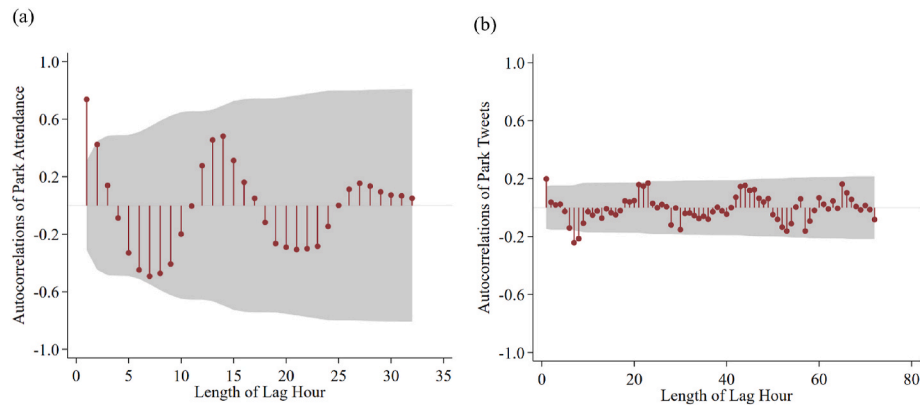 (a)
1.0
0.6
0.2
-0.2
-0.6
-1.0
Autocorrelations of Park Attendance
0 5 10 15 20 25 30 35
Length of Lag Hour
(b)
1.0
0.6
0.2
-0.2
-0.6
-1.0
Autocorrelations of Park Tweets
0 20 40 60 80
Length of Lag Hour